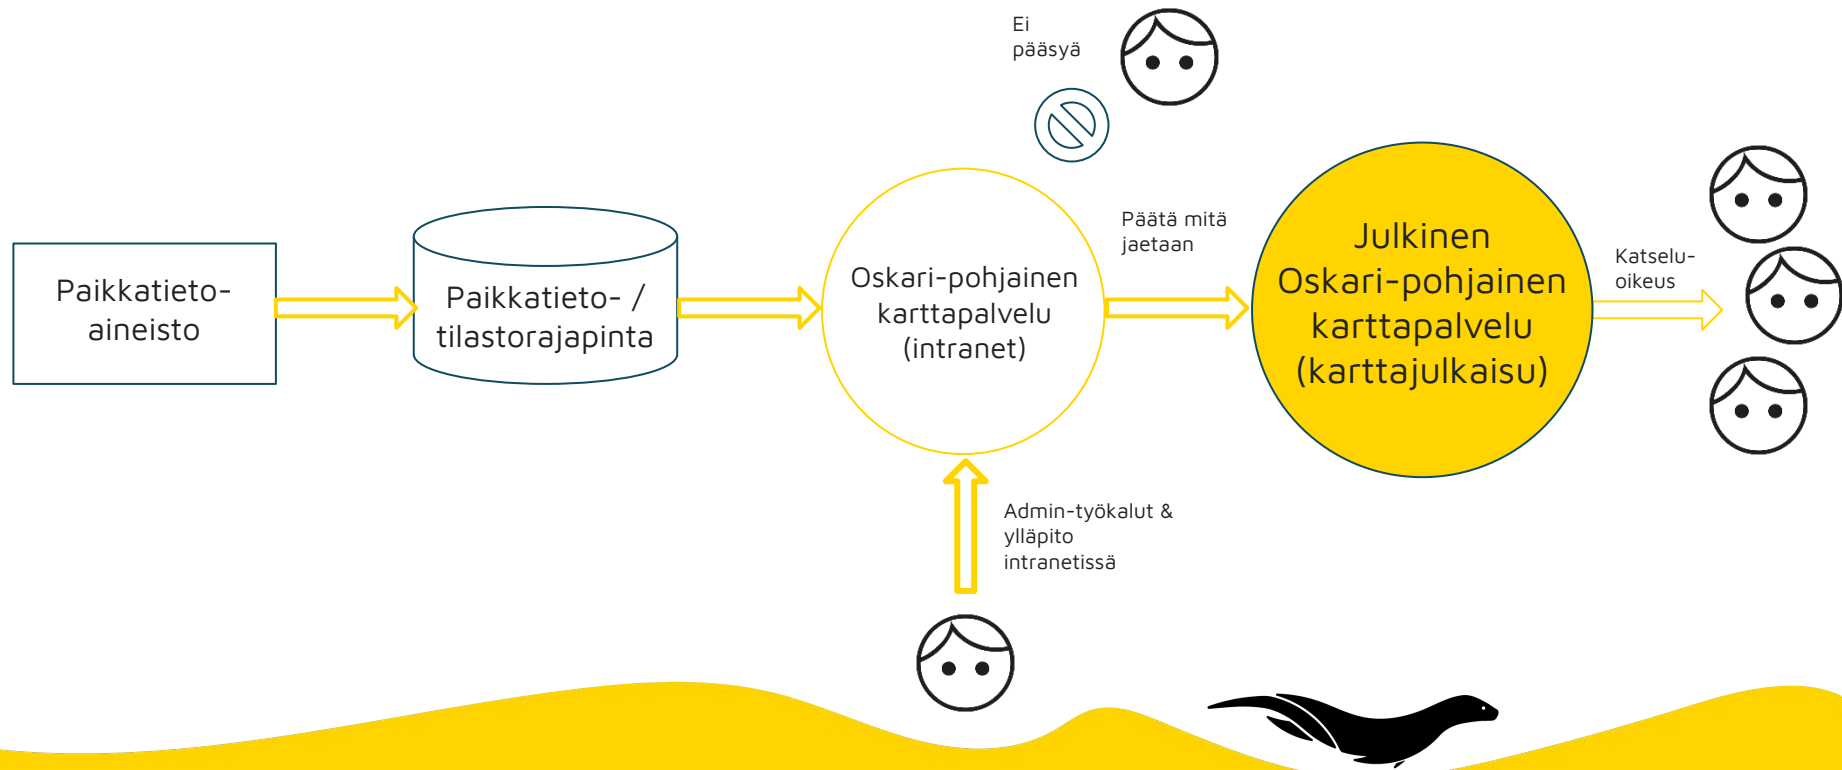 Ei
pääsyä
Paikkatieto-
aineisto
Paikkatieto- /
tilastorajapinta
Oskari-pohjainen
karttapalvelu
(intranet)
Päätä mitä
jaetaan
Julkinen
Oskari-pohjainen
karttapalvelu
(karttajulkaisu)
Katselu-
oikeus
Admin-työkalut &
ylläpito
intranetissä